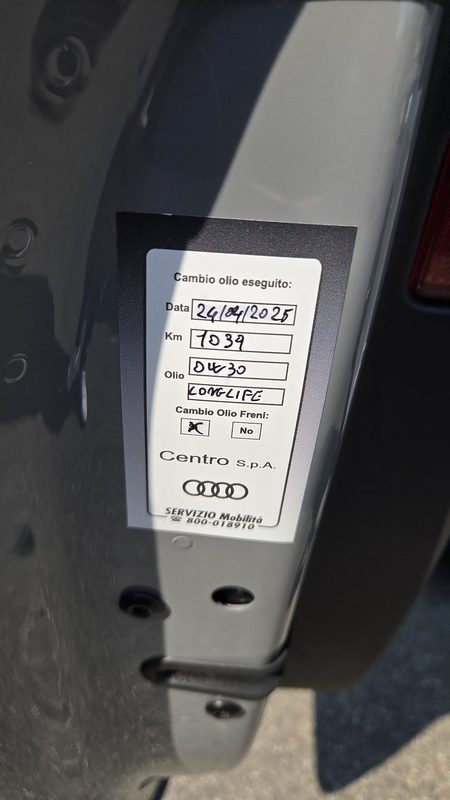 Cambio olio eseguito:
Data 24/04/2025
Km 1039
Olio 0W30
LONGLIFE
Cambio Olio Freni:
X No
Centro S.p.A.
SERVIZIO Mobilità
☎ 800-018910